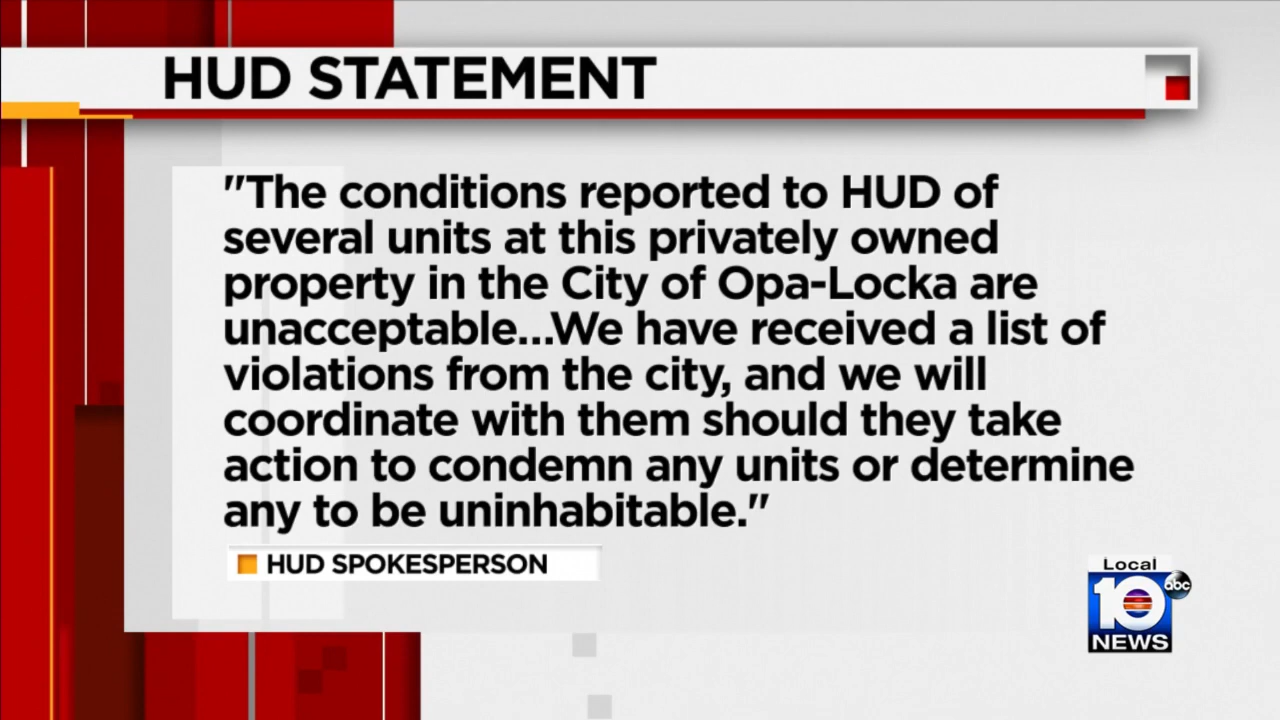 HUD STATEMENT
"The conditions reported to HUD of
several units at this privately owned
property in the City of Opa-Locka are
unacceptable...We have received a list of
violations from the city, and we will
coordinate with them should they take
action to condemn any units or determine
any to be uninhabitable."
HUD SPOKESPERSON
Local
10
abc
NEWS